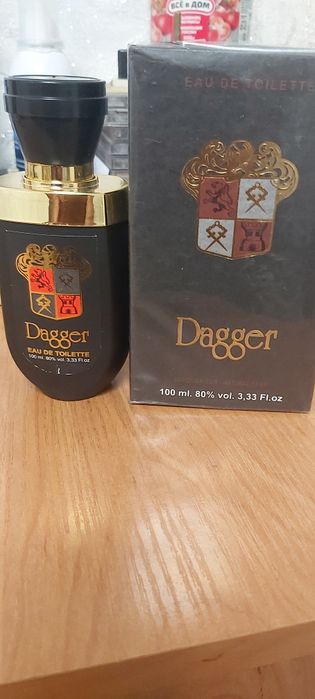 ВСЁ в ДОМ
EAU DE TOILETTE
Dagger
100 ml. 80% vol. 3,33 Fl.oz
Dagger
EAU DE TOILETTE
100 ml. 80% vol. 3,33 Fl.oz